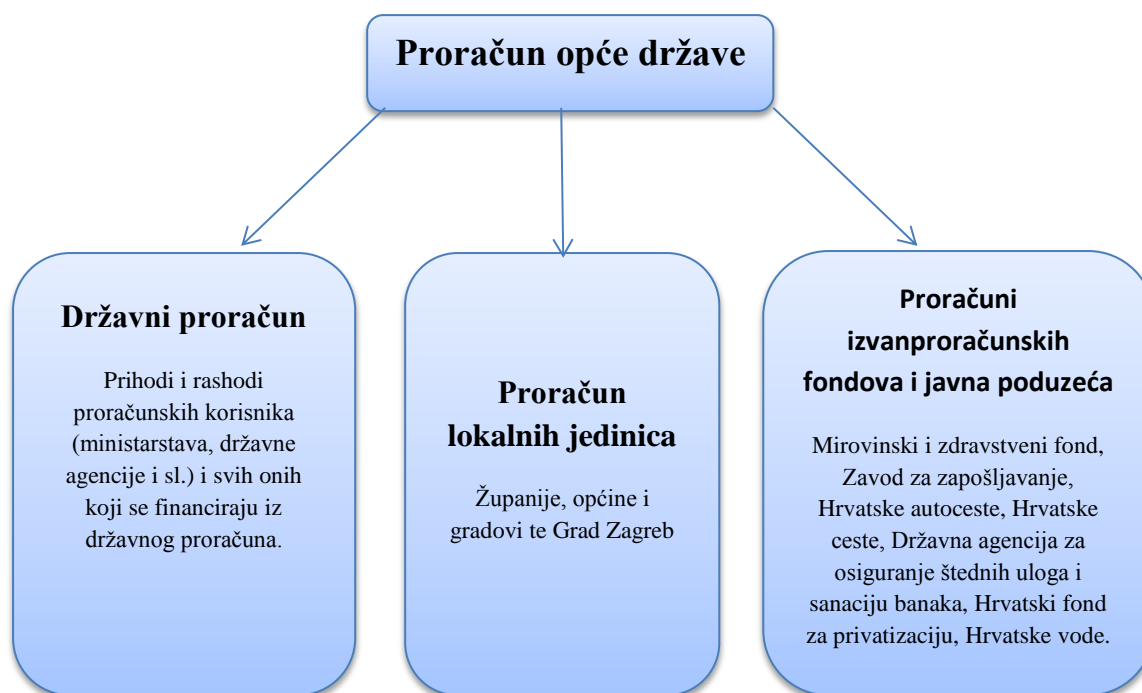 Proračun opće države
Državni proračun
Prihodi i rashodi
proračunskih korisnika
(ministarstava, državne
agencije i sl.) i svih onih
koji se financiraju iz
državnog proračuna.
Proračun
lokalnih jedinica
Županije, općine i
gradovi te Grad Zagreb
Proračuni
izvanproračunskih
fondova i javna poduzeća
Mirovinski i zdravstveni fond,
Zavod za zapošljavanje,
Hrvatske autoceste, Hrvatske
ceste, Državna agencija za
osiguranje štednih uloga i
sanaciju banaka, Hrvatski fond
za privatizaciju, Hrvatske vode.